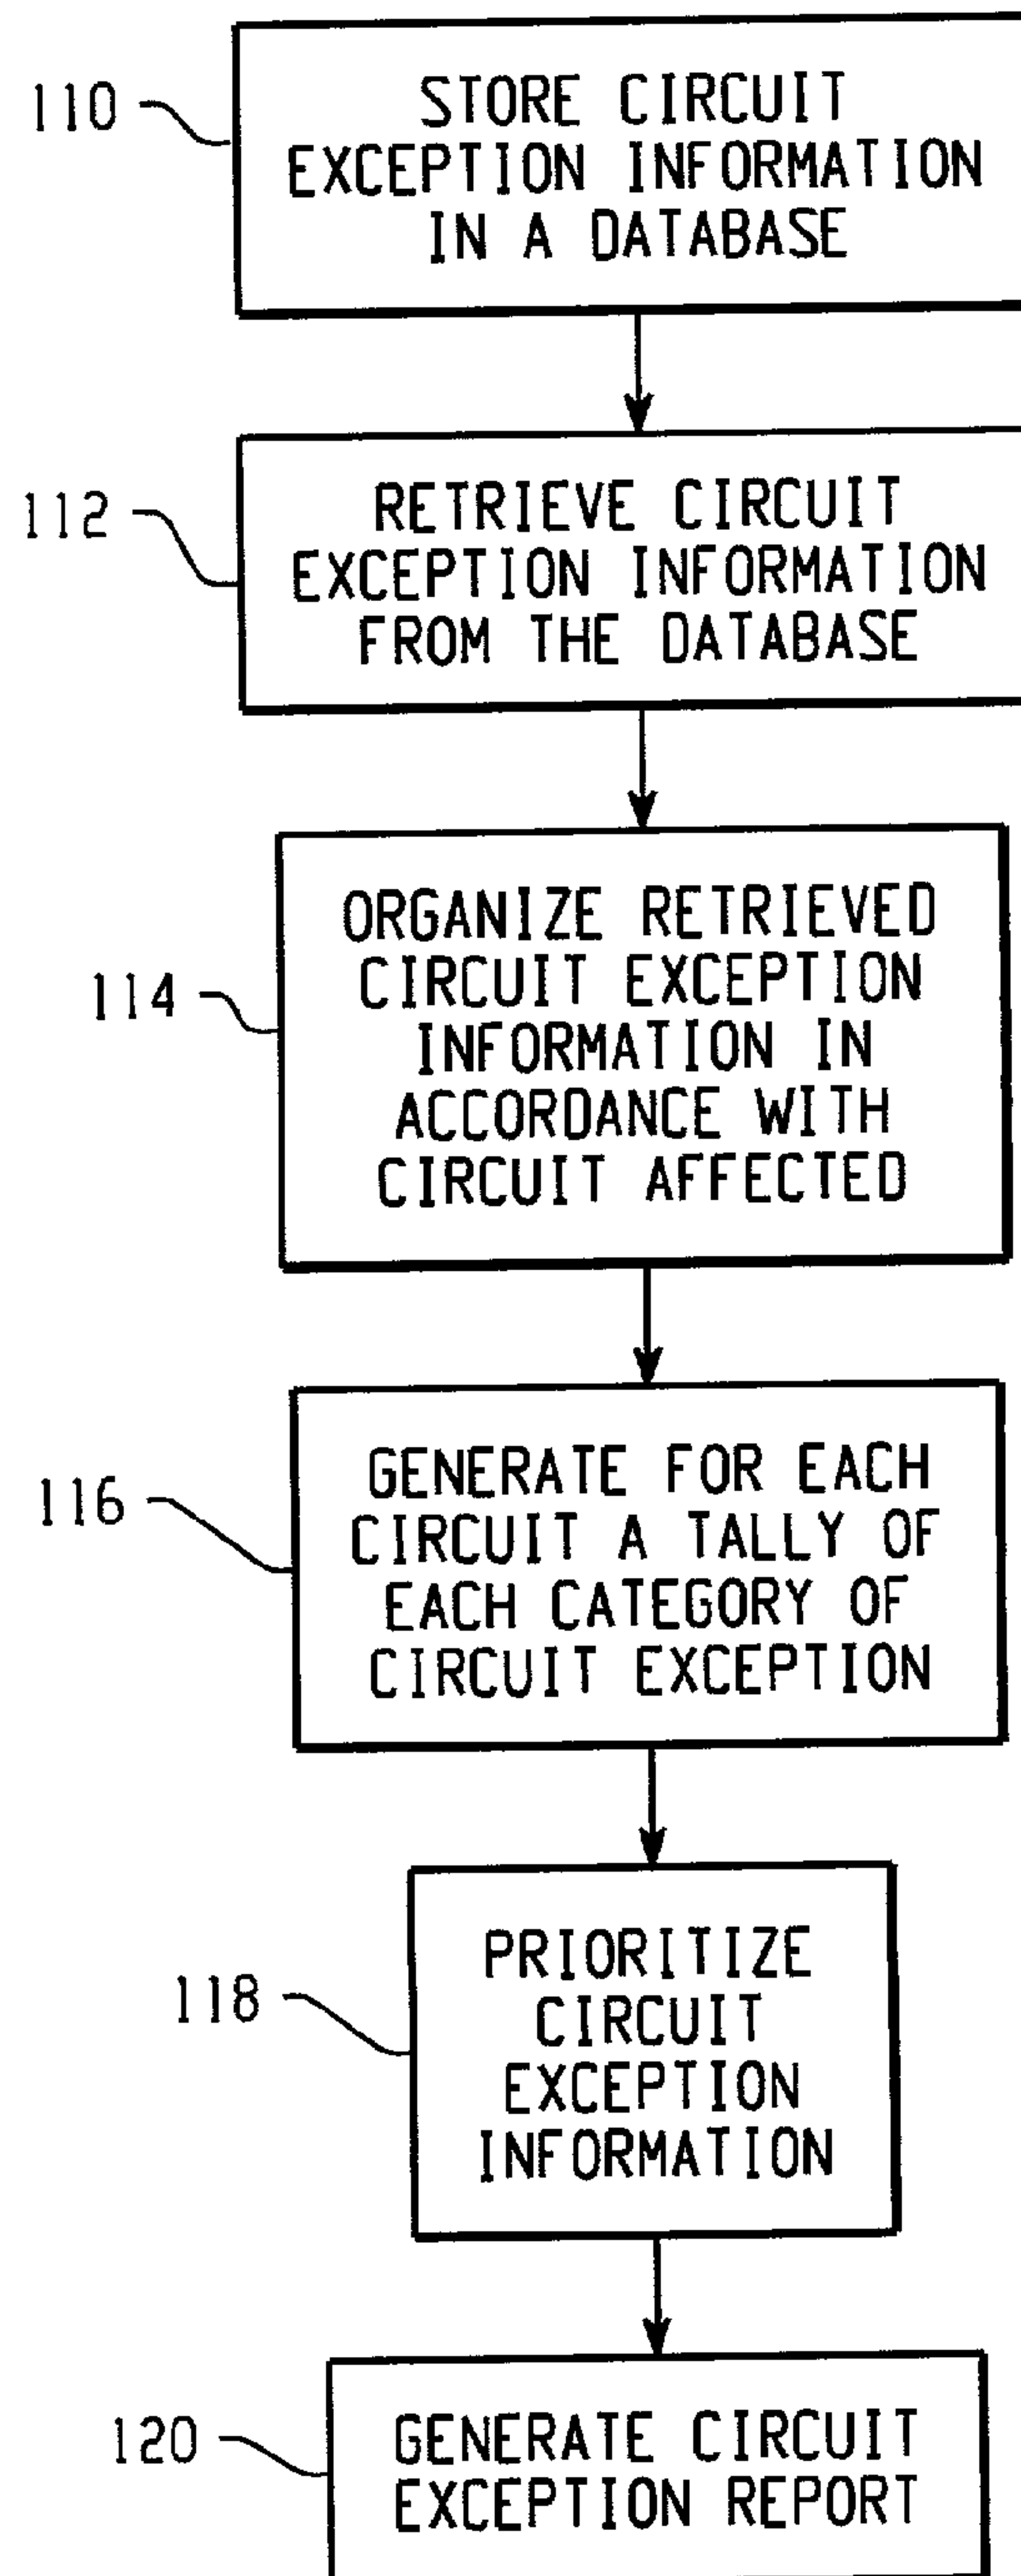 110
STORE CIRCUIT
EXCEPTION INFORMATION
IN A DATABASE
112
RETRIEVE CIRCUIT
EXCEPTION INFORMATION
FROM THE DATABASE
114
ORGANIZE RETRIEVED
CIRCUIT EXCEPTION
INFORMATION IN
ACCORDANCE WITH
CIRCUIT AFFECTED
116
GENERATE FOR EACH
CIRCUIT A TALLY OF
EACH CATEGORY OF
CIRCUIT EXCEPTION
118
PRIORITIZE
CIRCUIT
EXCEPTION
INFORMATION
120
GENERATE CIRCUIT
EXCEPTION REPORT